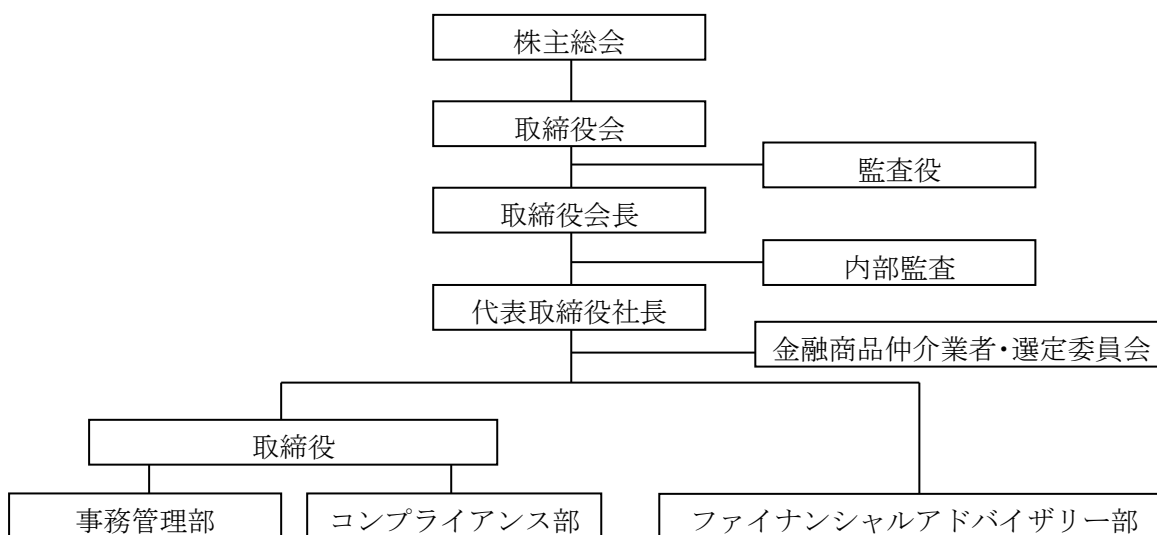 株主総会
取締役会
監査役
取締役会長
内部監査
代表取締役社長
金融商品仲介業者・選定委員会
取締役
事務管理部
コンプライアンス部
ファイナンシャルアドバイザリー部